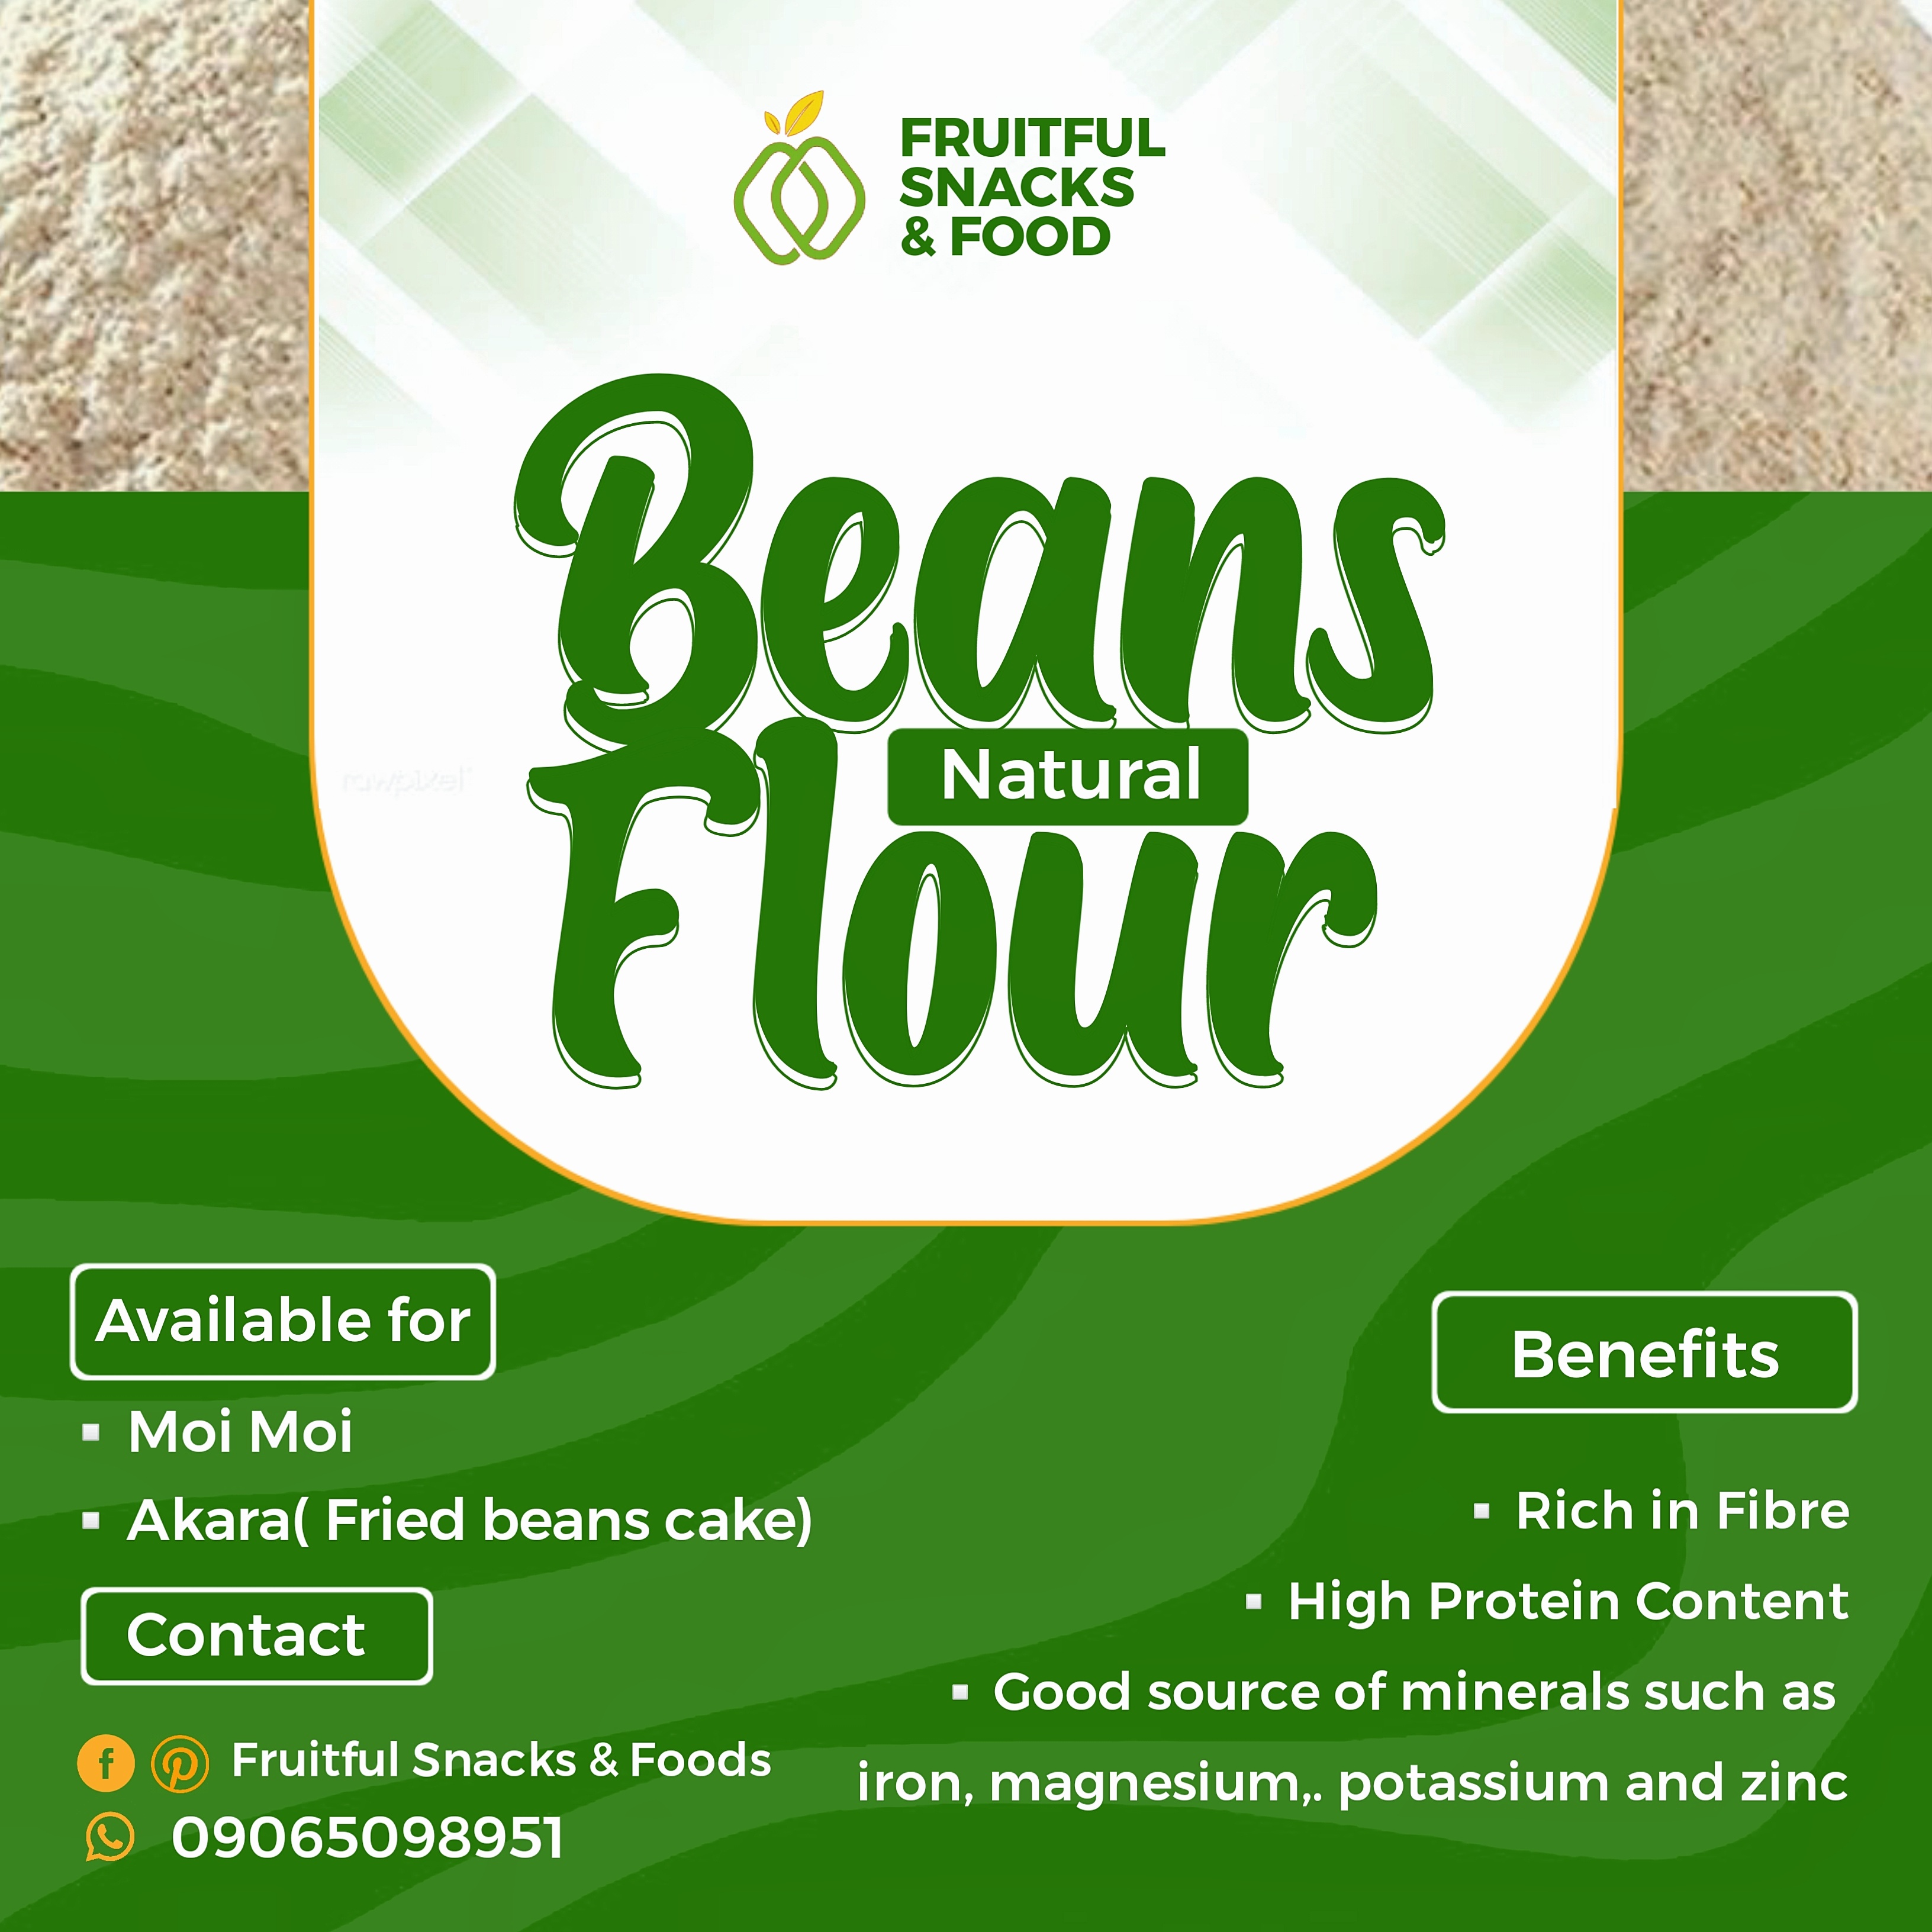 FRUITFUL
SNACKS
& FOOD
Beans
Natural
Flour
rawpixel
Available for
▪ Moi Moi
▪ Akara( Fried beans cake)
Contact
Fruitful Snacks & Foods
09065098951
Benefits
▪ Rich in Fibre
▪ High Protein Content
▪ Good source of minerals such as
iron, magnesium,. potassium and zinc